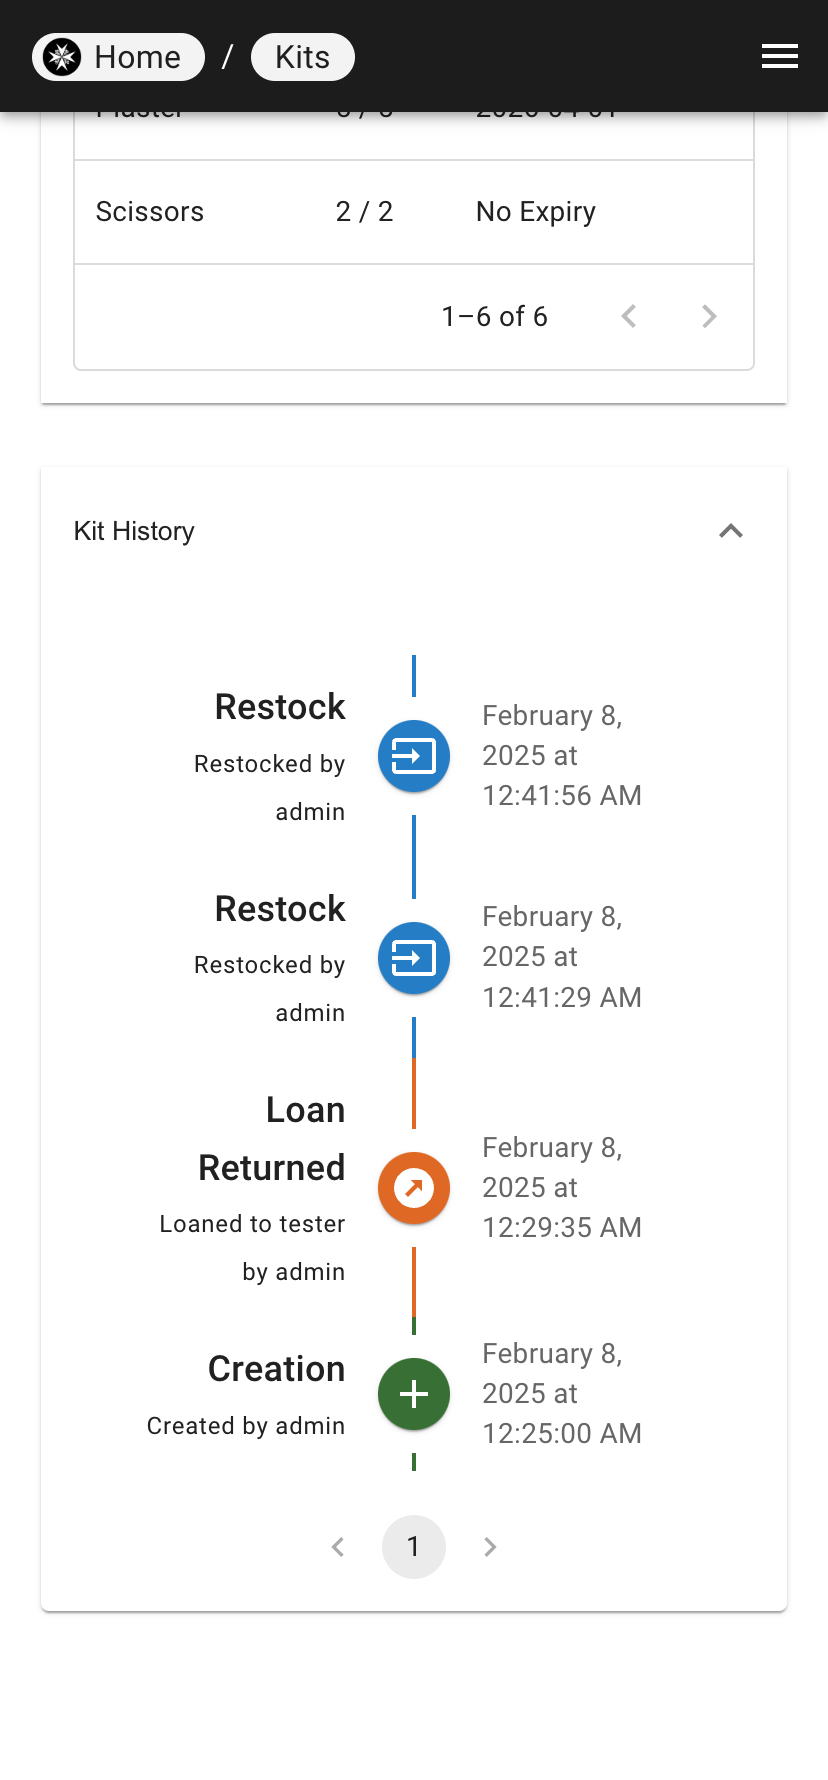 Home / Kits
Scissors 2 / 2 No Expiry
1–6 of 6
Kit History
Restock
Restocked by
admin
February 8,
2025 at
12:41:56 AM
Restock
Restocked by
admin
February 8,
2025 at
12:41:29 AM
Loan
Returned
Loaned to tester
by admin
February 8,
2025 at
12:29:35 AM
Creation
Created by admin
February 8,
2025 at
12:25:00 AM
1